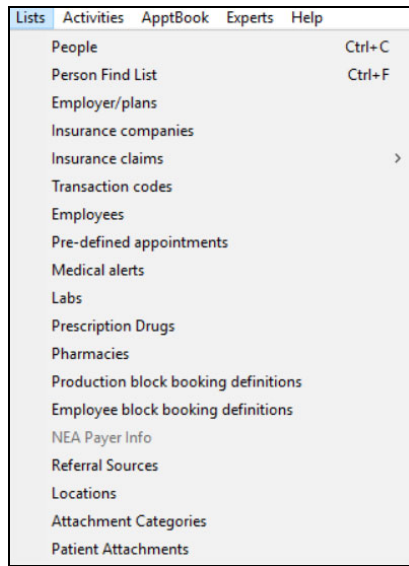 Lists Activities ApptBook Experts Help
People Ctrl+C
Person Find List Ctrl+F
Employer/plans
Insurance companies
Insurance claims >
Transaction codes
Employees
Pre-defined appointments
Medical alerts
Labs
Prescription Drugs
Pharmacies
Production block booking definitions
Employee block booking definitions
NEA Payer Info
Referral Sources
Locations
Attachment Categories
Patient Attachments